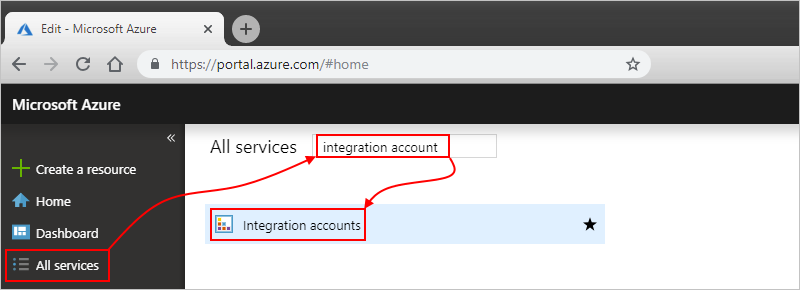 Edit - Microsoft Azure
https://portal.azure.com/#home
Microsoft Azure
«
All services
integration account
Create a resource
Home
Integration accounts
Dashboard
All services